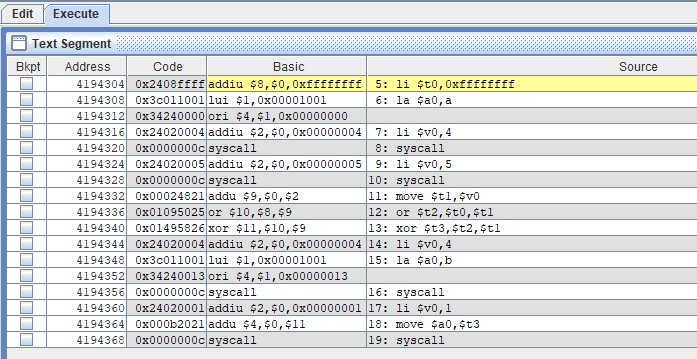 Edit Execute
Text Segment
Bkpt Address Code Basic Source
4194304 0x2408ffff addiu $8,$0,0xffffffff 5: li $t0,0xffffffff
4194308 0x3c011001 lui $1,0x00001001 6: la $a0,a
4194312 0x34240000 ori $4,$1,0x00000000
4194316 0x24020004 addiu $2,$0,0x00000004 7: li $v0,4
4194320 0x0000000c syscall 8: syscall
4194324 0x24020005 addiu $2,$0,0x00000005 9: li $v0,5
4194328 0x0000000c syscall 10: syscall
4194332 0x00024821 addu $9,$0,$2 11: move $t1,$v0
4194336 0x01095025 or $10,$8,$9 12: or $t2,$t0,$t1
4194340 0x01495826 xor $11,$10,$9 13: xor $t3,$t2,$t1
4194344 0x24020004 addiu $2,$0,0x00000004 14: li $v0,4
4194348 0x3c011001 lui $1,0x00001001 15: la $a0,b
4194352 0x34240013 ori $4,$1,0x00000013
4194356 0x0000000c syscall 16: syscall
4194360 0x24020001 addiu $2,$0,0x00000001 17: li $v0,1
4194364 0x000b2021 addu $4,$0,$11 18: move $a0,$t3
4194368 0x0000000c syscall 19: syscall